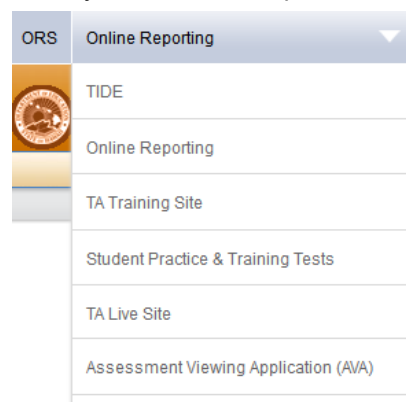 ORS Online Reporting
TIDE
Online Reporting
TA Training Site
Student Practice & Training Tests
TA Live Site
Assessment Viewing Application (AVA)